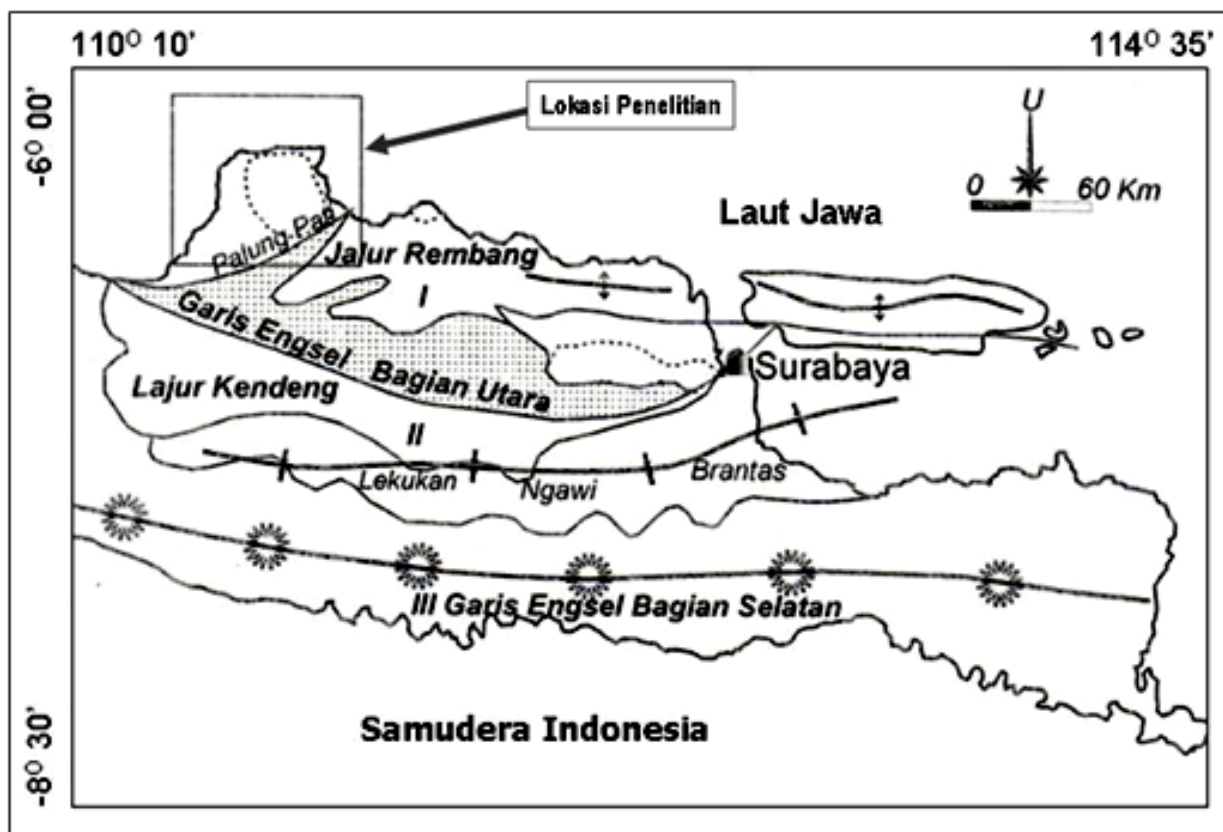 110° 10'
114° 35'
-6° 00'
Lokasi Penelitian
U
0 60 Km
Laut Jawa
Palung Pati
Jalur Rembang
I
Garis Engsel Bagian Utara
Surabaya
Lajur Kendeng
II
Lekukan Ngawi Brantas
III Garis Engsel Bagian Selatan
Samudera Indonesia
-8° 30'